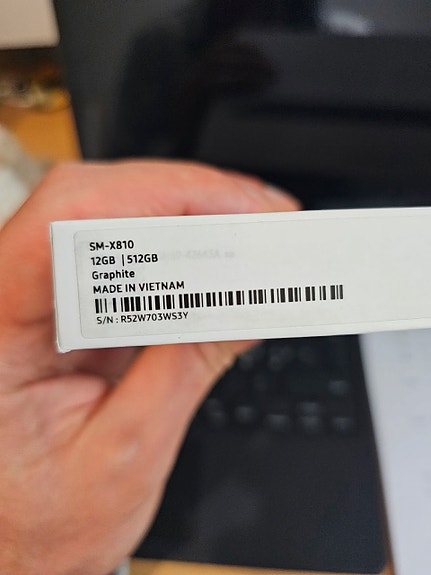 SM-X810
12GB | 512GB
Graphite
MADE IN VIETNAM
S/N : R52W703WS3Y